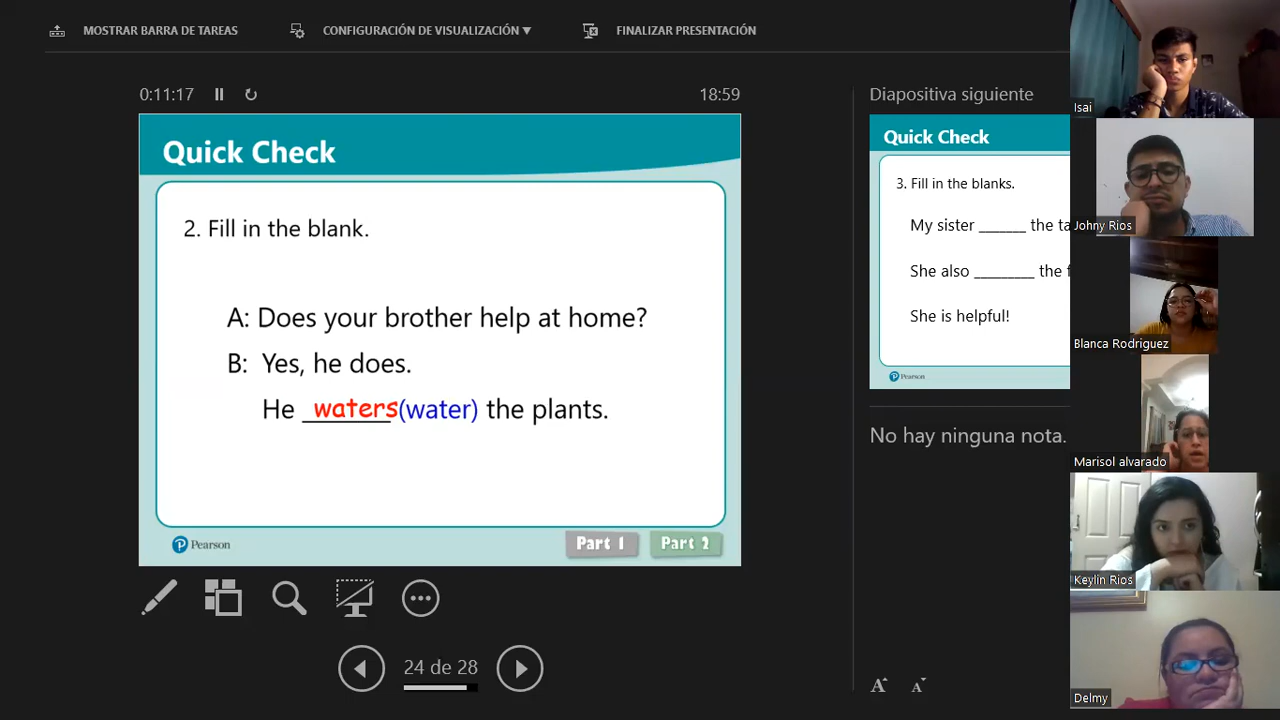 MOSTRAR BARRA DE TAREAS
CONFIGURACIÓN DE VISUALIZACIÓN ▼
FINALIZAR PRESENTACIÓN
0:11:17
18:59
Quick Check
2. Fill in the blank.
A: Does your brother help at home?
B: Yes, he does.
He waters(water) the plants.
Pearson
Part 1
Part 2
24 de 28
Diapositiva siguiente
Quick Check
3. Fill in the blanks.
My sister _______ the
She also _________ the
She is helpful!
Pearson
No hay ninguna nota.
A A
Isai
Johny Rios
Blanca Rodriguez
Marisol alvarado
Keylin Rios
Delmy